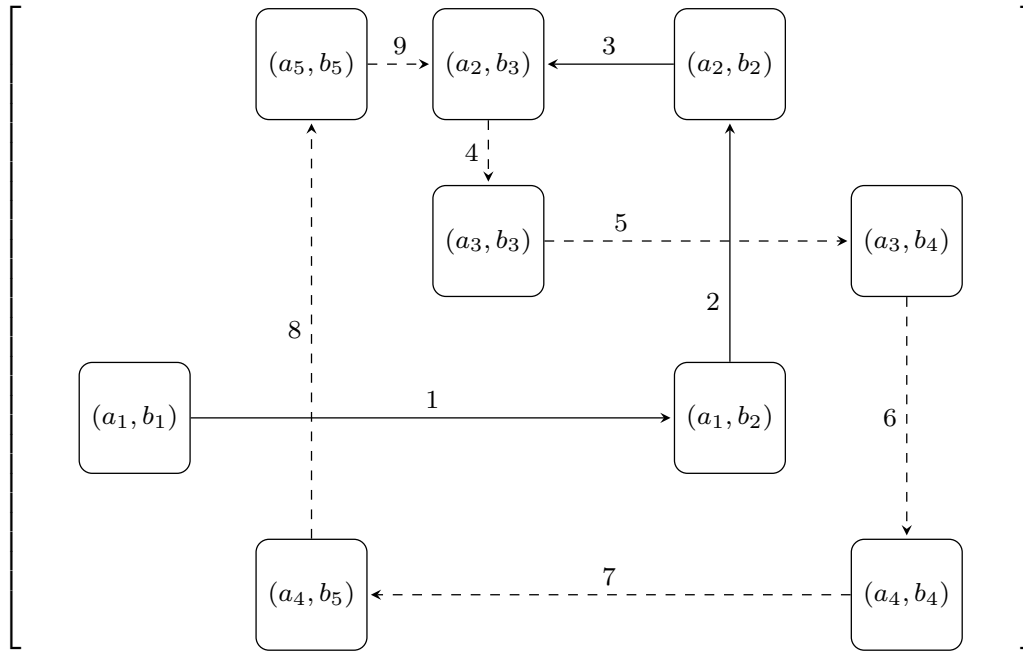 (a₅, b₅) 9 (a₂, b₃) 3 (a₂, b₂)
4
(a₃, b₃) 5 (a₃, b₄)
2
8
(a₁, b₁) 1 (a₁, b₂) 6
(a₄, b₅) 7 (a₄, b₄)